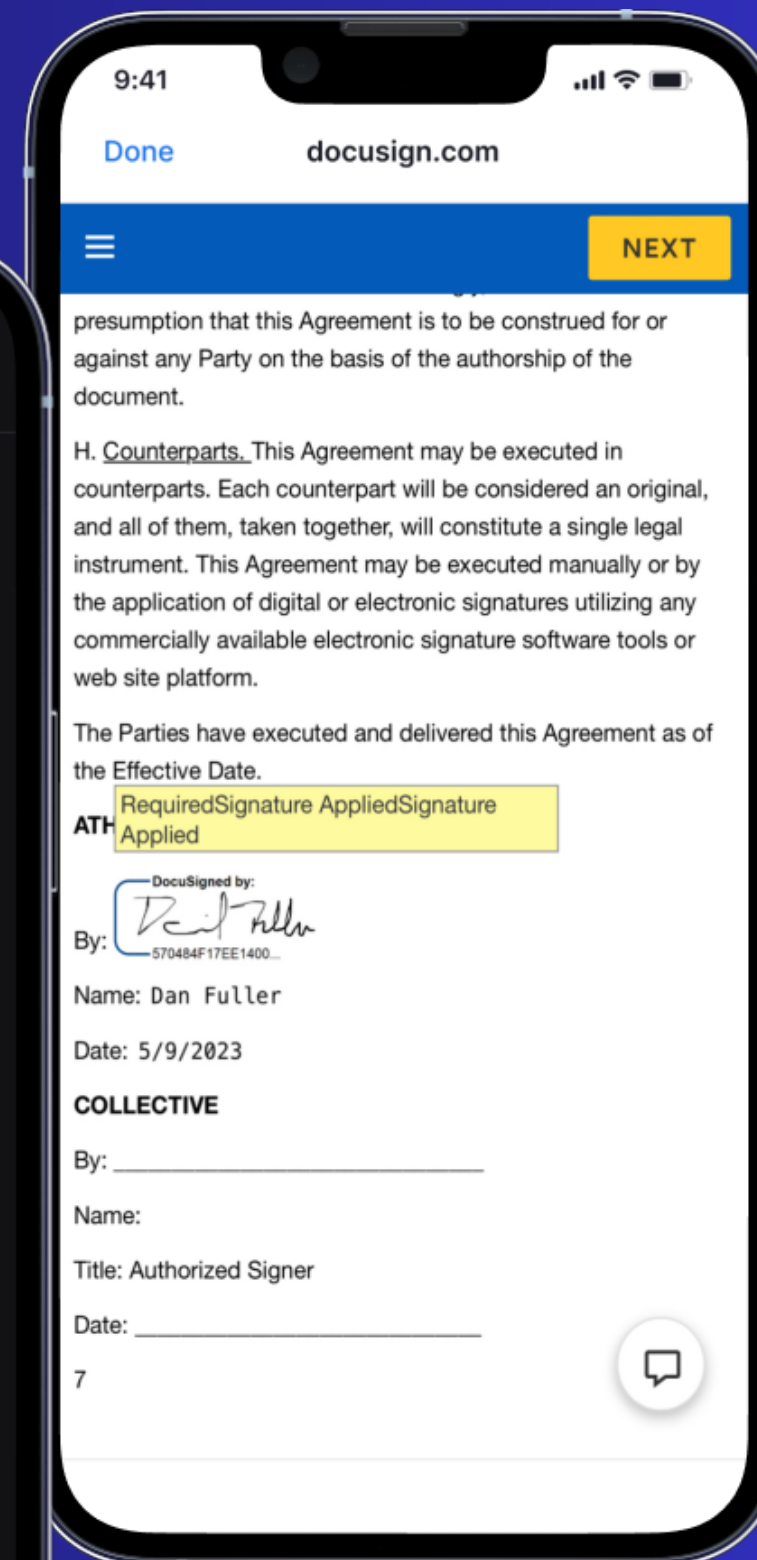 9:41
Done docusign.com
NEXT
presumption that this Agreement is to be construed for or
against any Party on the basis of the authorship of the
document.
H. Counterparts. This Agreement may be executed in
counterparts. Each counterpart will be considered an original,
and all of them, taken together, will constitute a single legal
instrument. This Agreement may be executed manually or by
the application of digital or electronic signatures utilizing any
commercially available electronic signature software tools or
web site platform.
The Parties have executed and delivered this Agreement as of
the Effective Date.
RequiredSignature AppliedSignature
Applied
ATH
DocuSigned by:
By:
570484F17EE1400...
Name: Dan Fuller
Date: 5/9/2023
COLLECTIVE
By: ______________________________
Name:
Title: Authorized Signer
Date: ____________________________
7